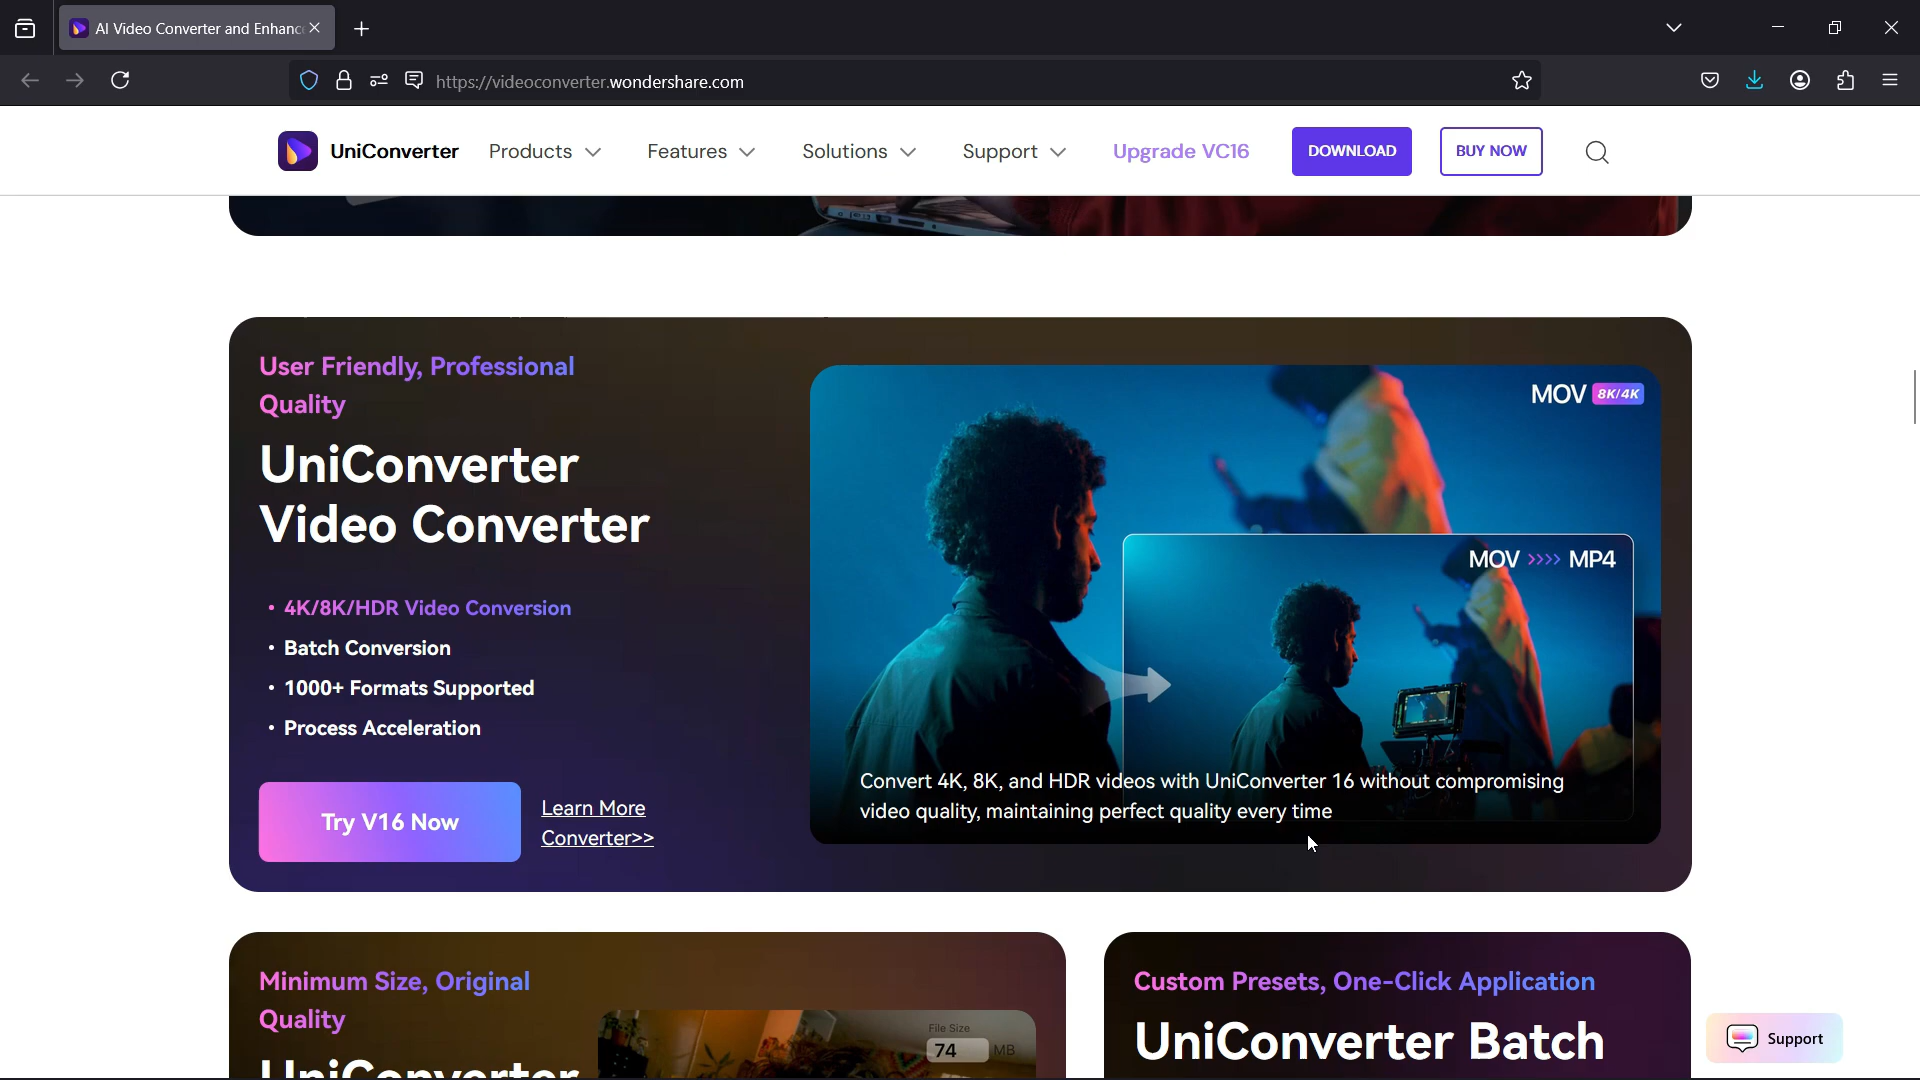 AI Video Converter and Enhanc
https://videoconverter.wondershare.com
UniConverter
Products
Features
Solutions
Support
Upgrade VC16
DOWNLOAD
BUY NOW
User Friendly, Professional
Quality
UniConverter
Video Converter
• 4K/8K/HDR Video Conversion
• Batch Conversion
• 1000+ Formats Supported
• Process Acceleration
Try V16 Now
Learn More
Converter>>
MOV 8K/4K
MOV >>>> MP4
Convert 4K, 8K, and HDR videos with UniConverter 16 without compromising
video quality, maintaining perfect quality every time
Minimum Size, Original
Quality
UniConverter
File Size
74 MB
Custom Presets, One-Click Application
UniConverter Batch
Support